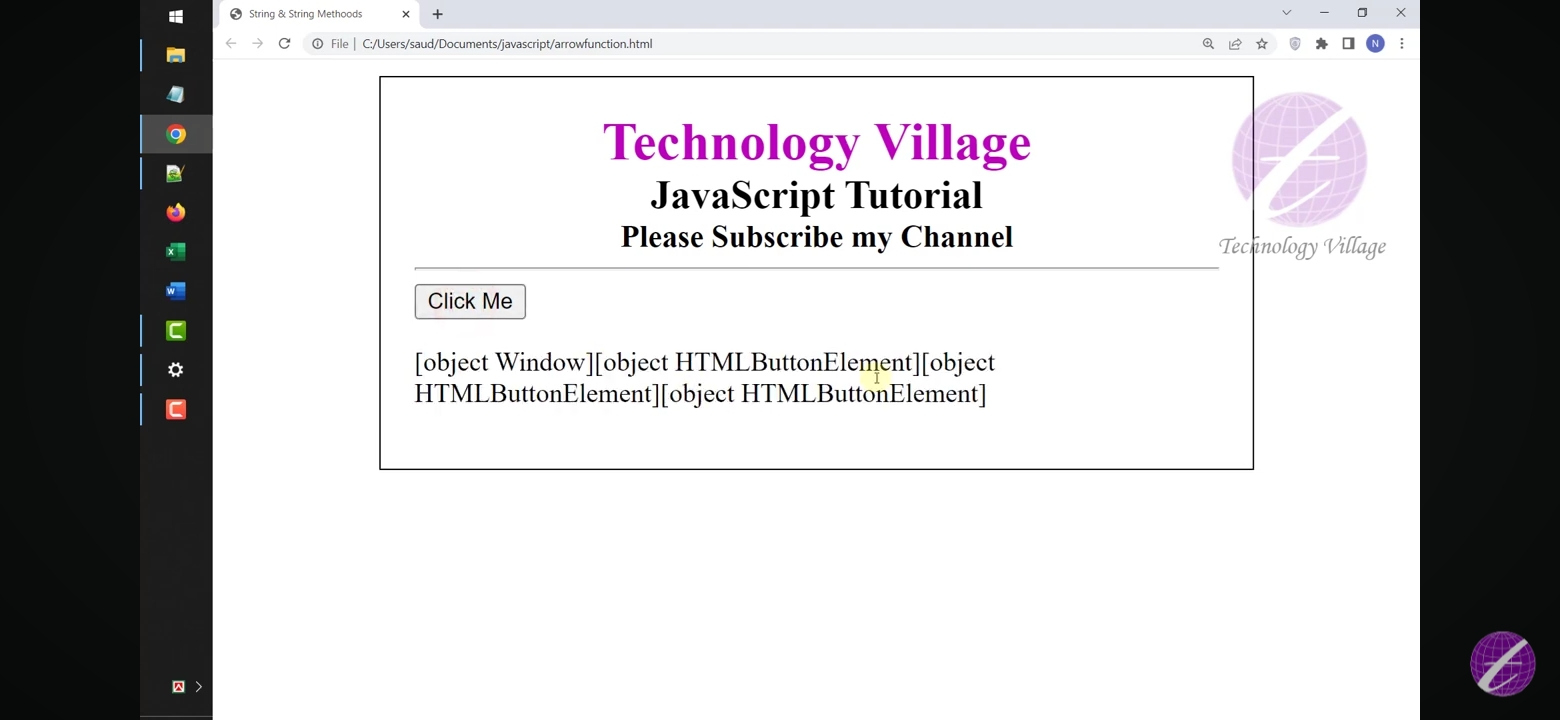 String & String Methoods
File
C:/Users/saud/Documents/javascript/arrowfunction.html
N
Technology Village
JavaScript Tutorial
Please Subscribe my Channel
Technology Village
Click Me
[object Window][object HTMLButtonElement][object
HTMLButtonElement][object HTMLButtonElement]